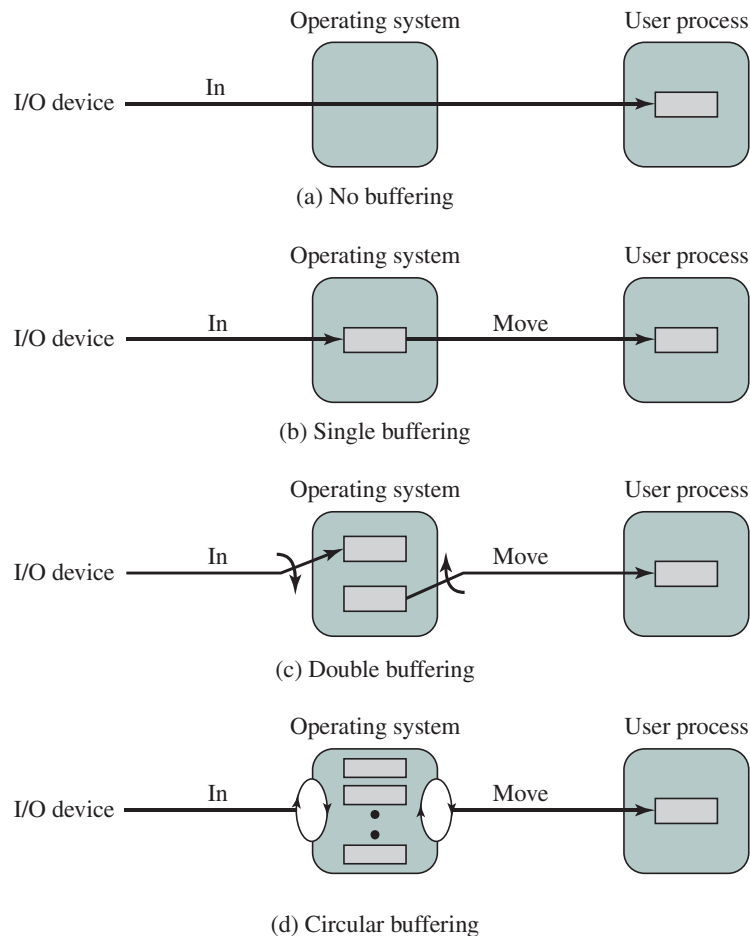 Operating system
User process
I/O device
In
(a) No buffering
Operating system
User process
I/O device
In
Move
(b) Single buffering
Operating system
User process
I/O device
In
Move
(c) Double buffering
Operating system
User process
I/O device
In
Move
(d) Circular buffering